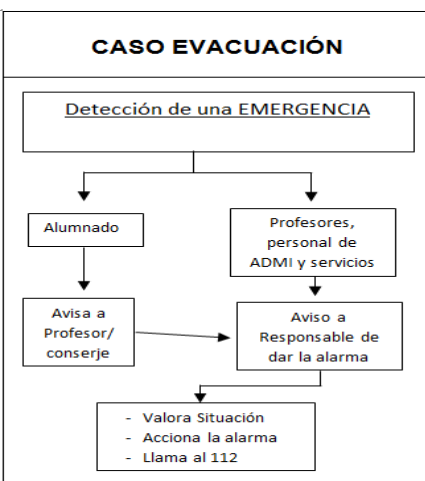 CASO EVACUACIÓN
Detección de una EMERGENCIA
Alumnado
Profesores,
personal de
ADMI y servicios
Avisa a
Profesor/
conserje
Aviso a
Responsable de
dar la alarma
- Valora Situación
- Acciona la alarma
- Llama al 112